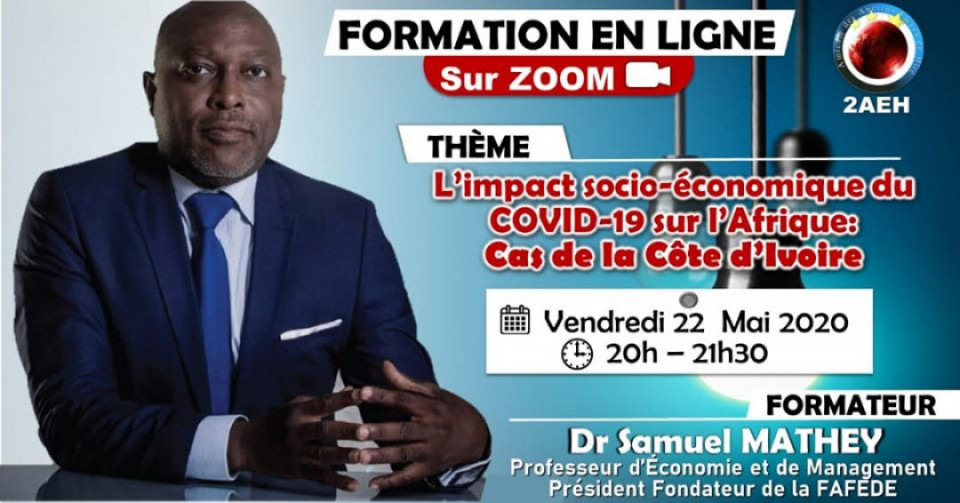 FORMATION EN LIGNE
Sur ZOOM
2AEH
THÈME
L'impact socio-économique du
COVID-19 sur l'Afrique:
Cas de la Côte d'Ivoire
Vendredi 22 Mai 2020
20h – 21h30
FORMATEUR
Dr Samuel MATHEY
Professeur d'Économie et de Management
Président Fondateur de la FAFEDE